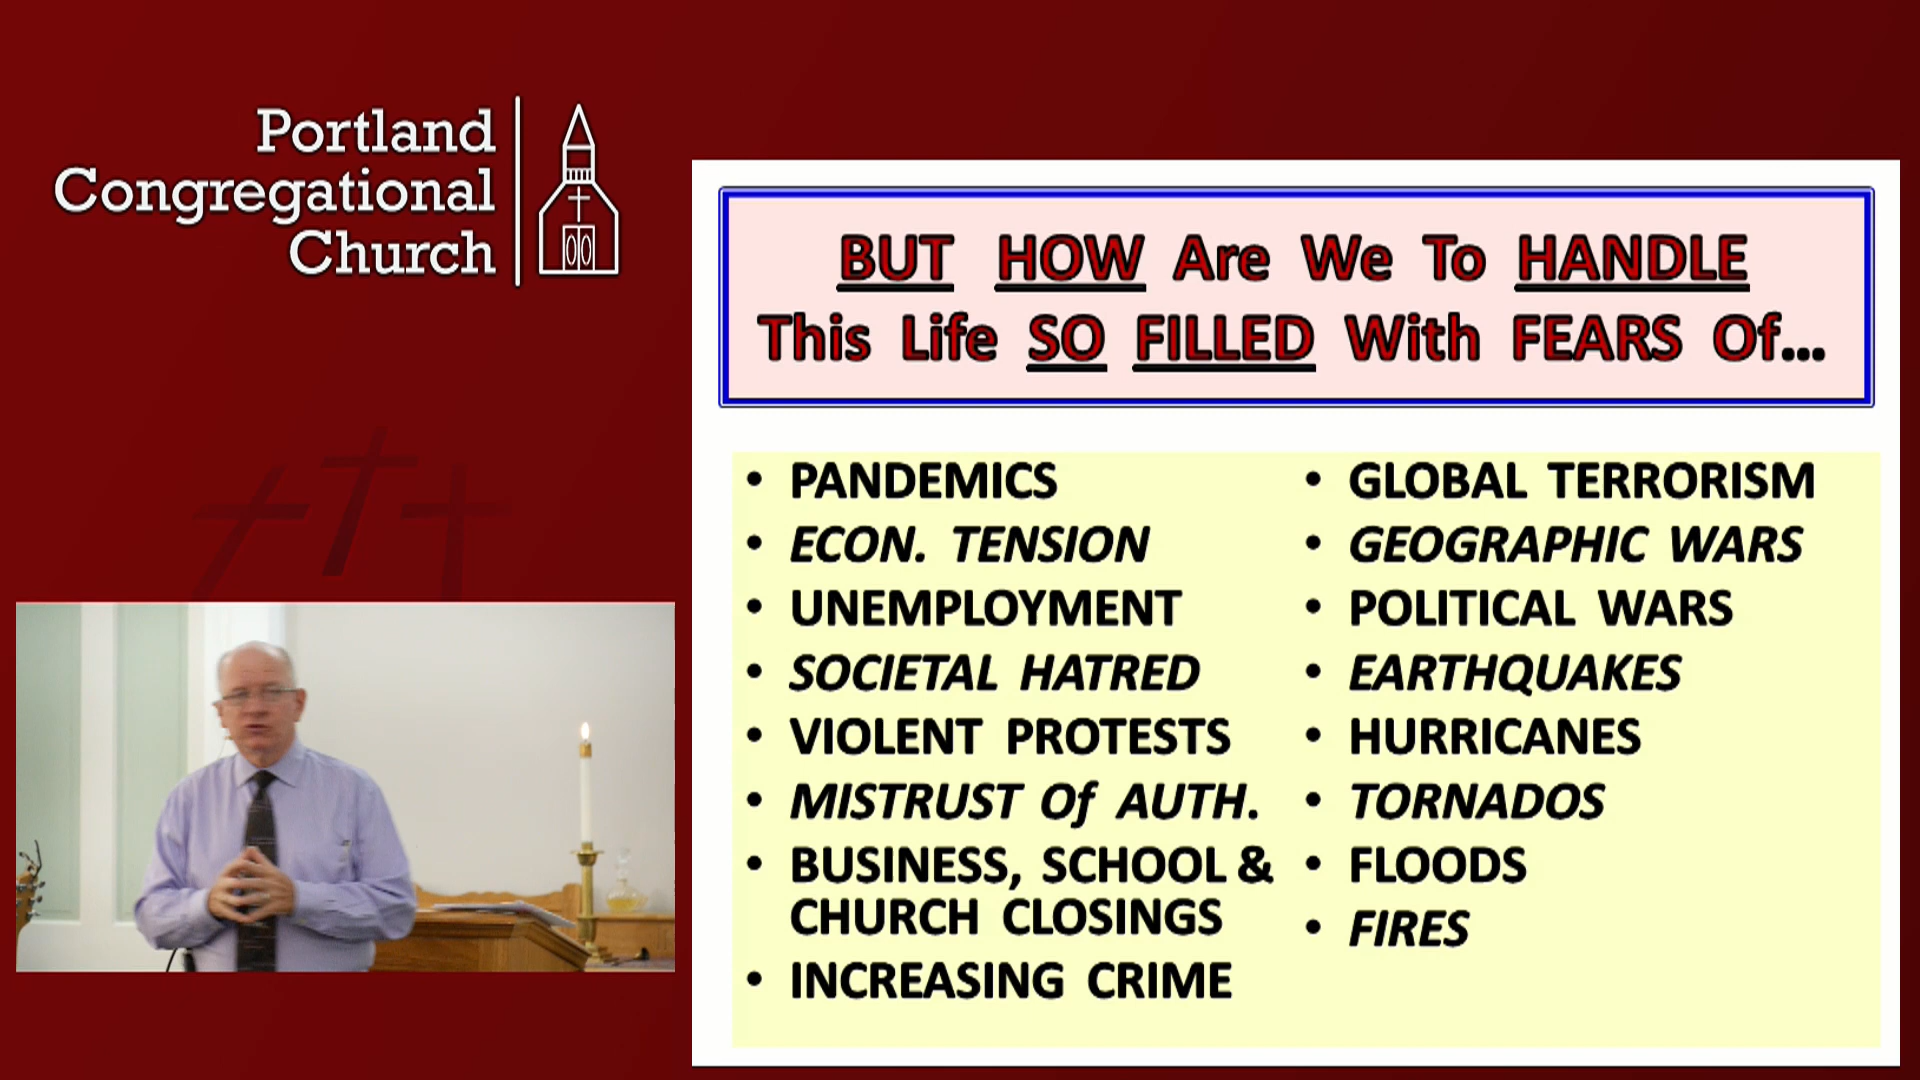 Portland
Congregational
Church
BUT HOW Are We To HANDLE
This Life SO FILLED With FEARS Of...
• PANDEMICS
• ECON. TENSION
• UNEMPLOYMENT
• SOCIETAL HATRED
• VIOLENT PROTESTS
• MISTRUST Of AUTH.
• BUSINESS, SCHOOL &
CHURCH CLOSINGS
• INCREASING CRIME
• GLOBAL TERRORISM
• GEOGRAPHIC WARS
• POLITICAL WARS
• EARTHQUAKES
• HURRICANES
• TORNADOS
• FLOODS
• FIRES